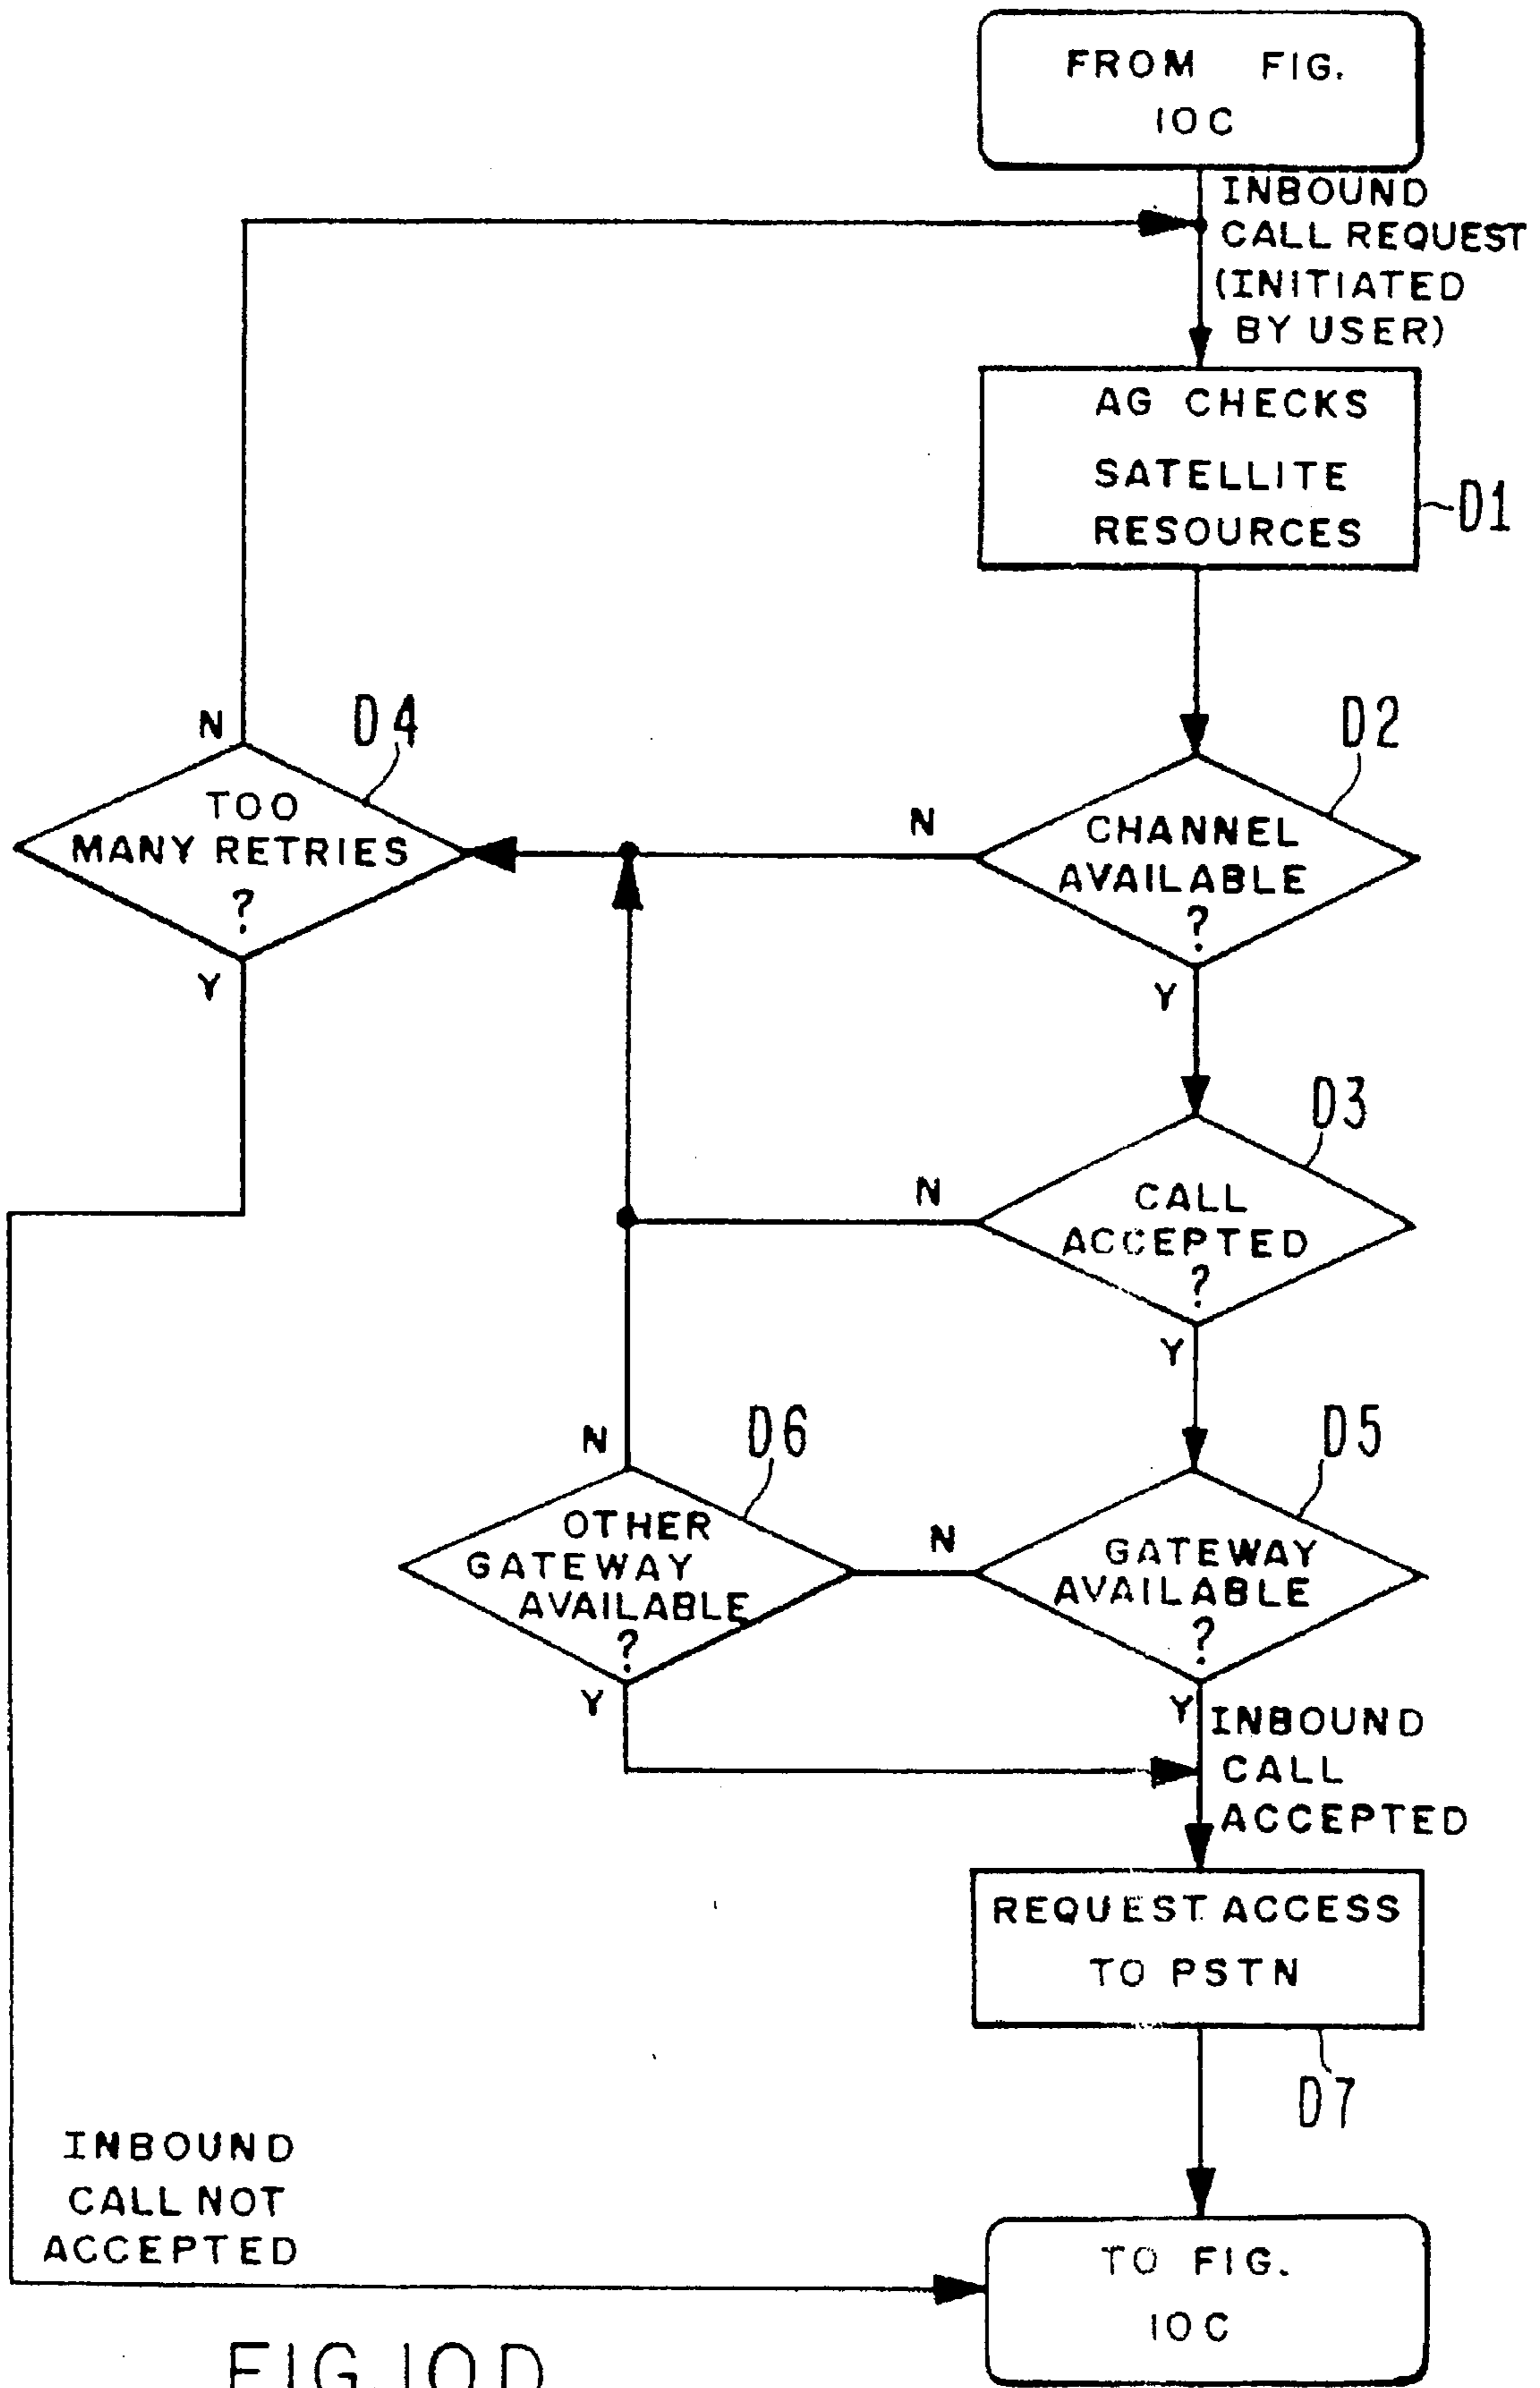 FROM FIG.
10C
INBOUND
CALL REQUEST
(INITIATED
BY USER)
AG CHECKS
SATELLITE
RESOURCES
D1
N
D4
TOO
MANY RETRIES
?
Y
D2
N
CHANNEL
AVAILABLE
?
Y
D3
N
CALL
ACCEPTED
?
Y
D6
N
OTHER
GATEWAY
AVAILABLE
?
Y
D5
N
GATEWAY
AVAILABLE
?
Y
INBOUND
CALL
ACCEPTED
REQUEST ACCESS
TO PSTN
D7
INBOUND
CALL NOT
ACCEPTED
TO FIG.
10C
FIG. 10D